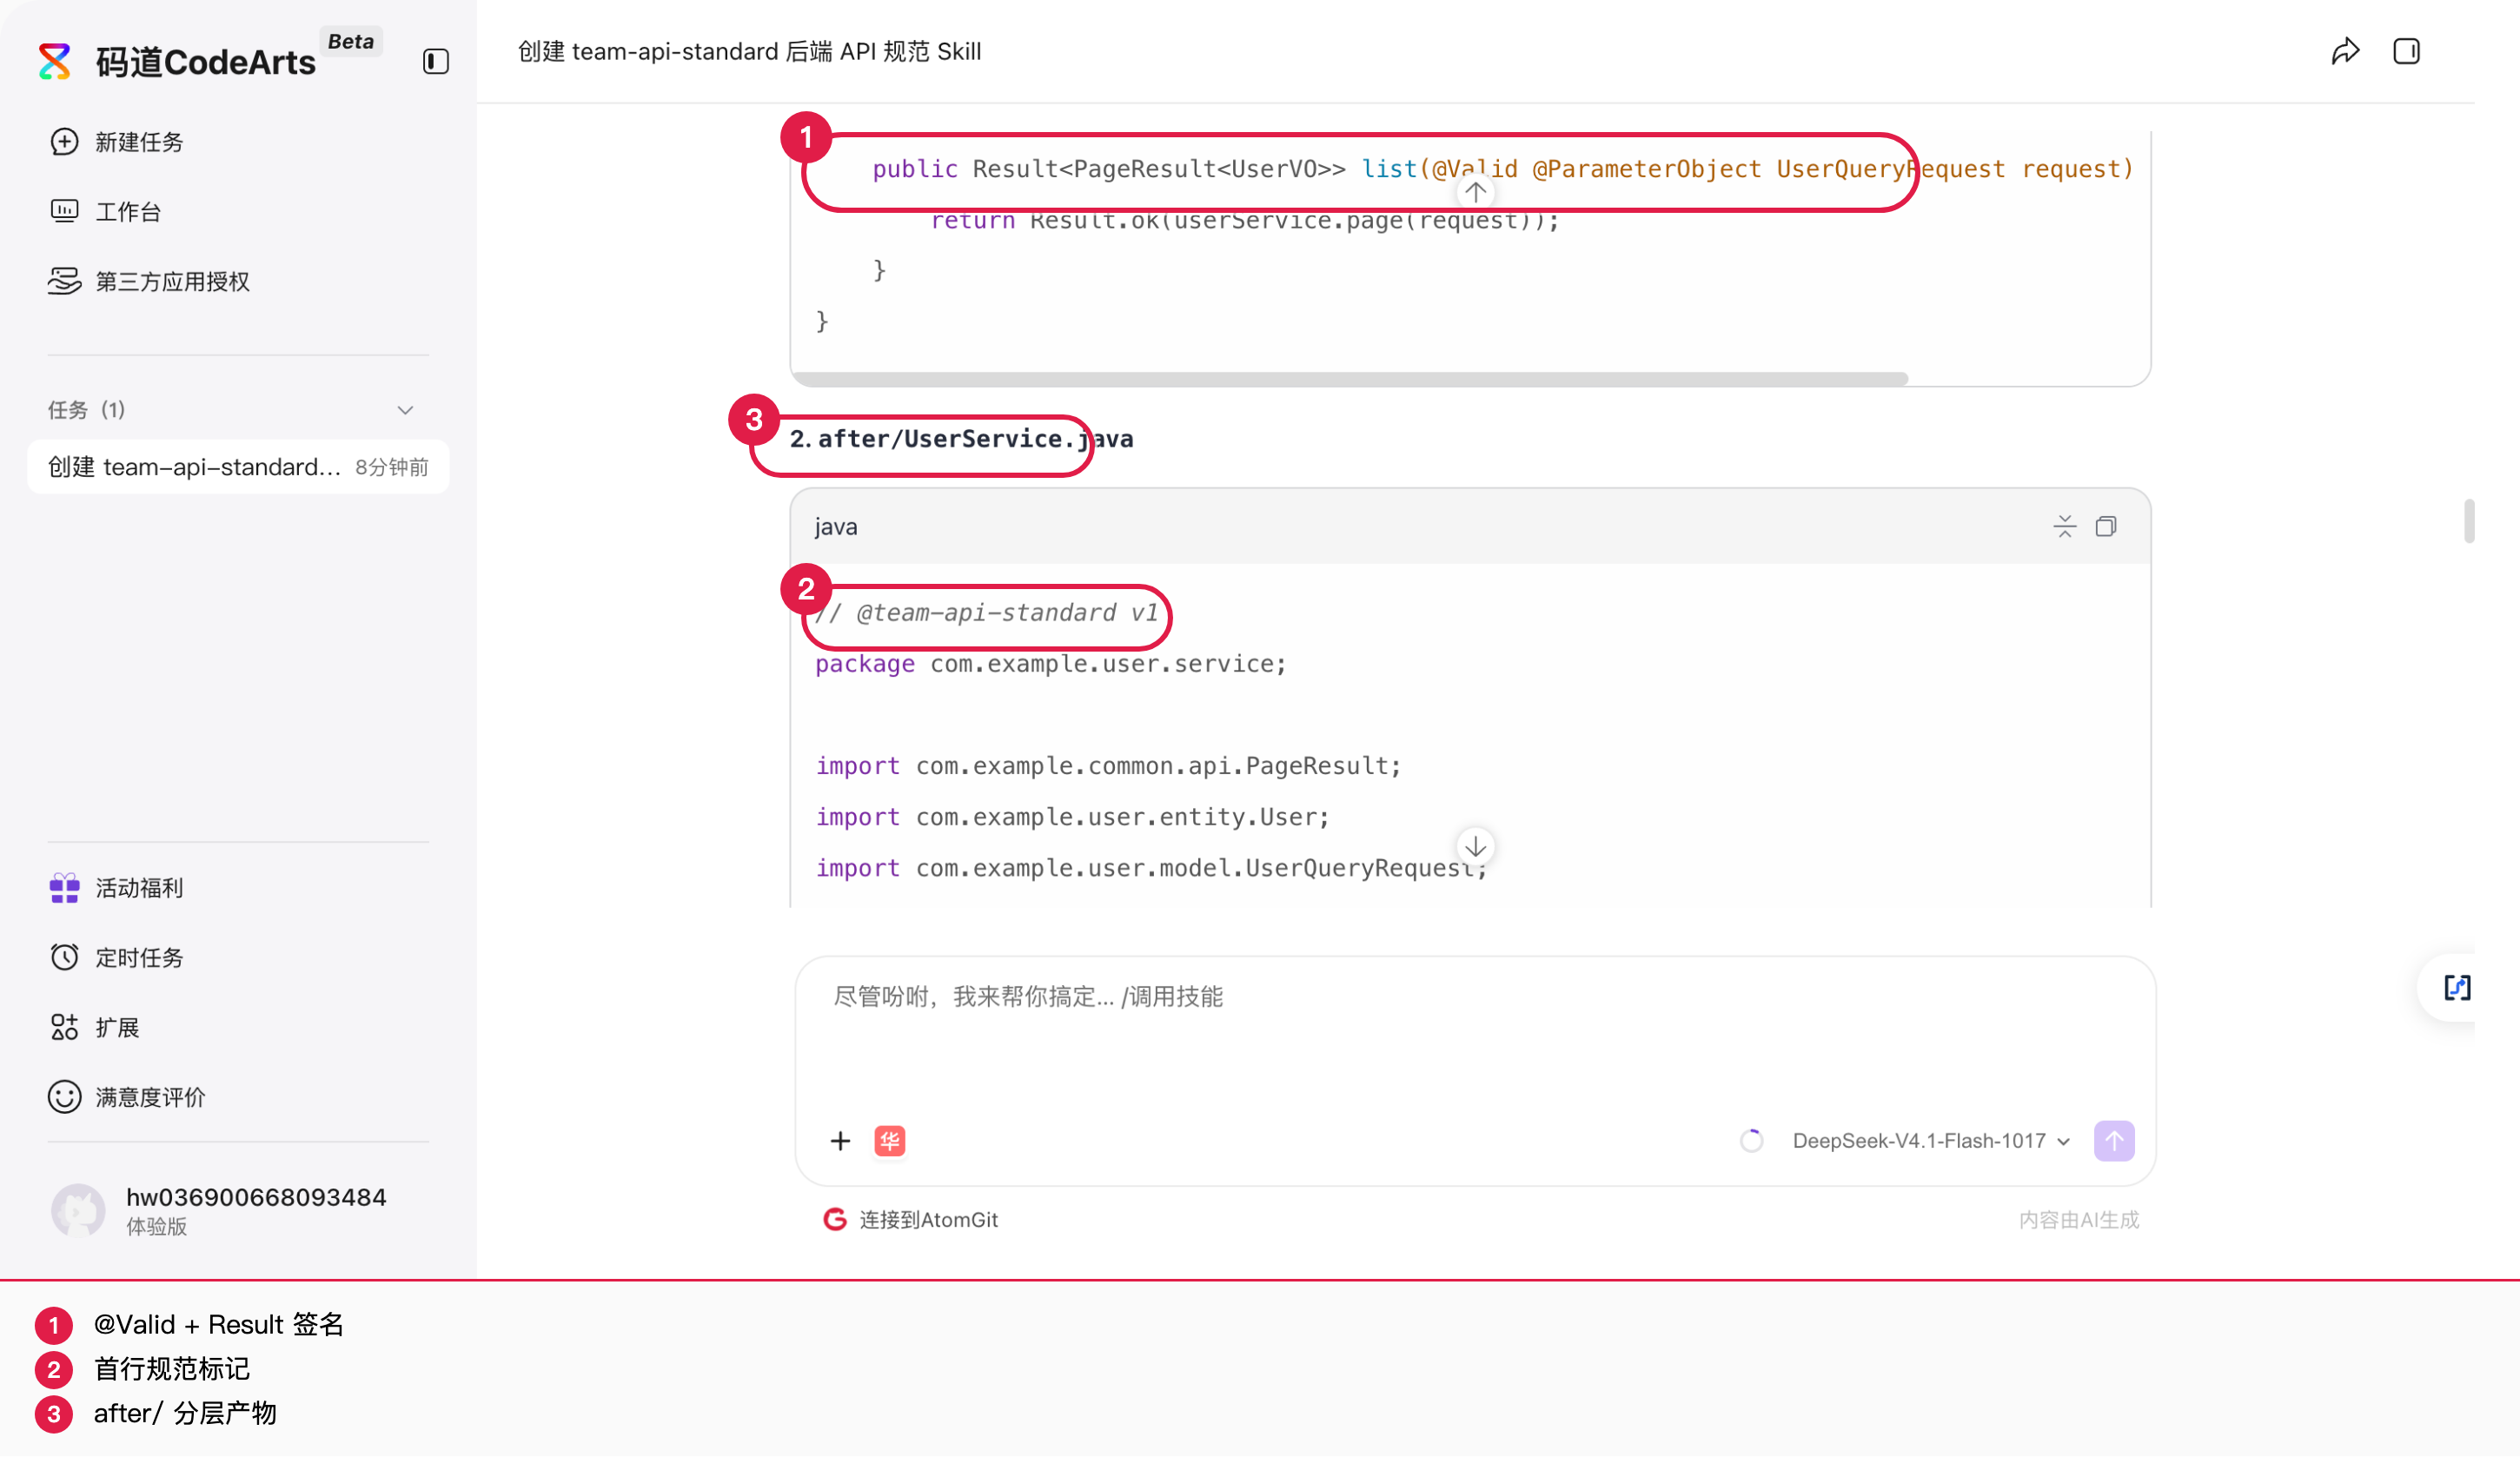 码道CodeArts Beta
新建任务
工作台
第三方应用授权
任务 (1)
创建 team-api-standard... 8分钟前
活动福利
定时任务
扩展
满意度评价
hw036900668093484
体验版
创建 team-api-standard 后端 API 规范 Skill
1
public Result<PageResult<UserVO>> list(@Valid @ParameterObject UserQueryRequest request)
return Result.ok(userService.page(request));
}
}
3
2. after/UserService.java
java
2
// @team-api-standard v1
package com.example.user.service;
import com.example.common.api.PageResult;
import com.example.user.entity.User;
import com.example.user.model.UserQueryRequest;
尽管吩咐，我来帮你搞定... /调用技能
华
DeepSeek-V4.1-Flash-1017
连接到AtomGit
内容由AI生成
1 @Valid + Result 签名
2 首行规范标记
3 after/ 分层产物